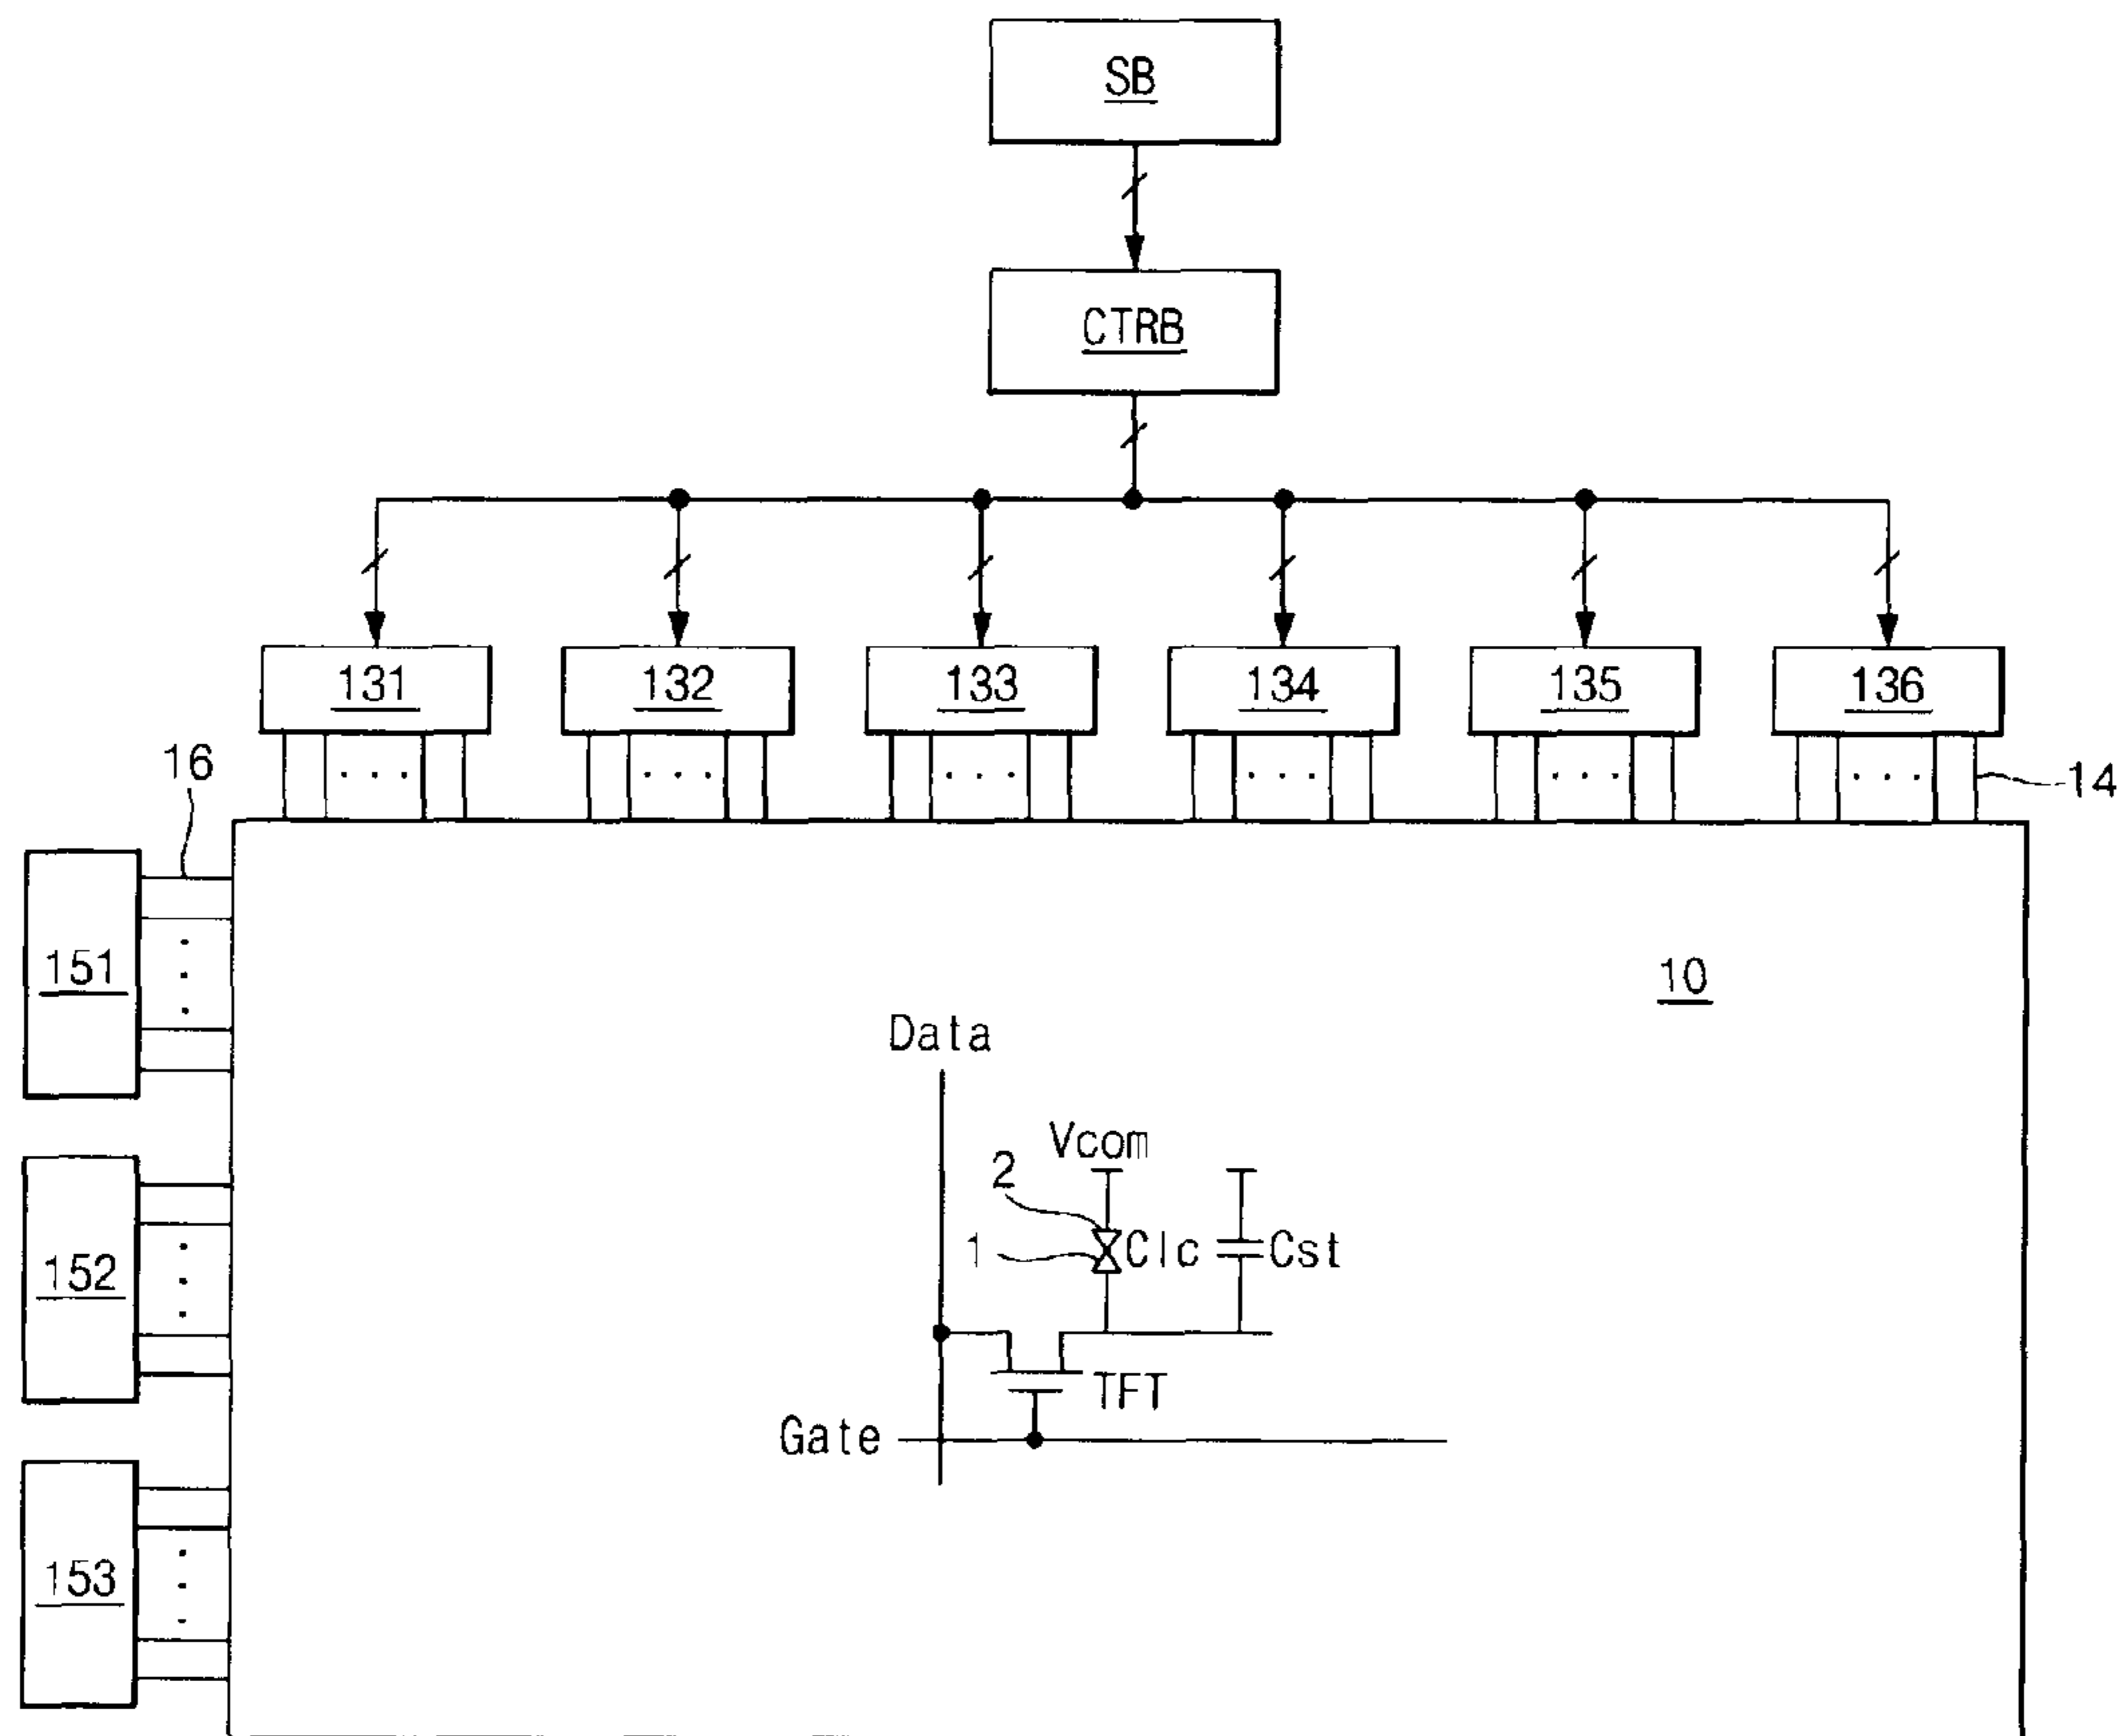 SB
CTRB
131 132 133 134 135 136
16
14
151
10
Data
Vcom
2
1 Clc Cst
152
TFT
Gate
153